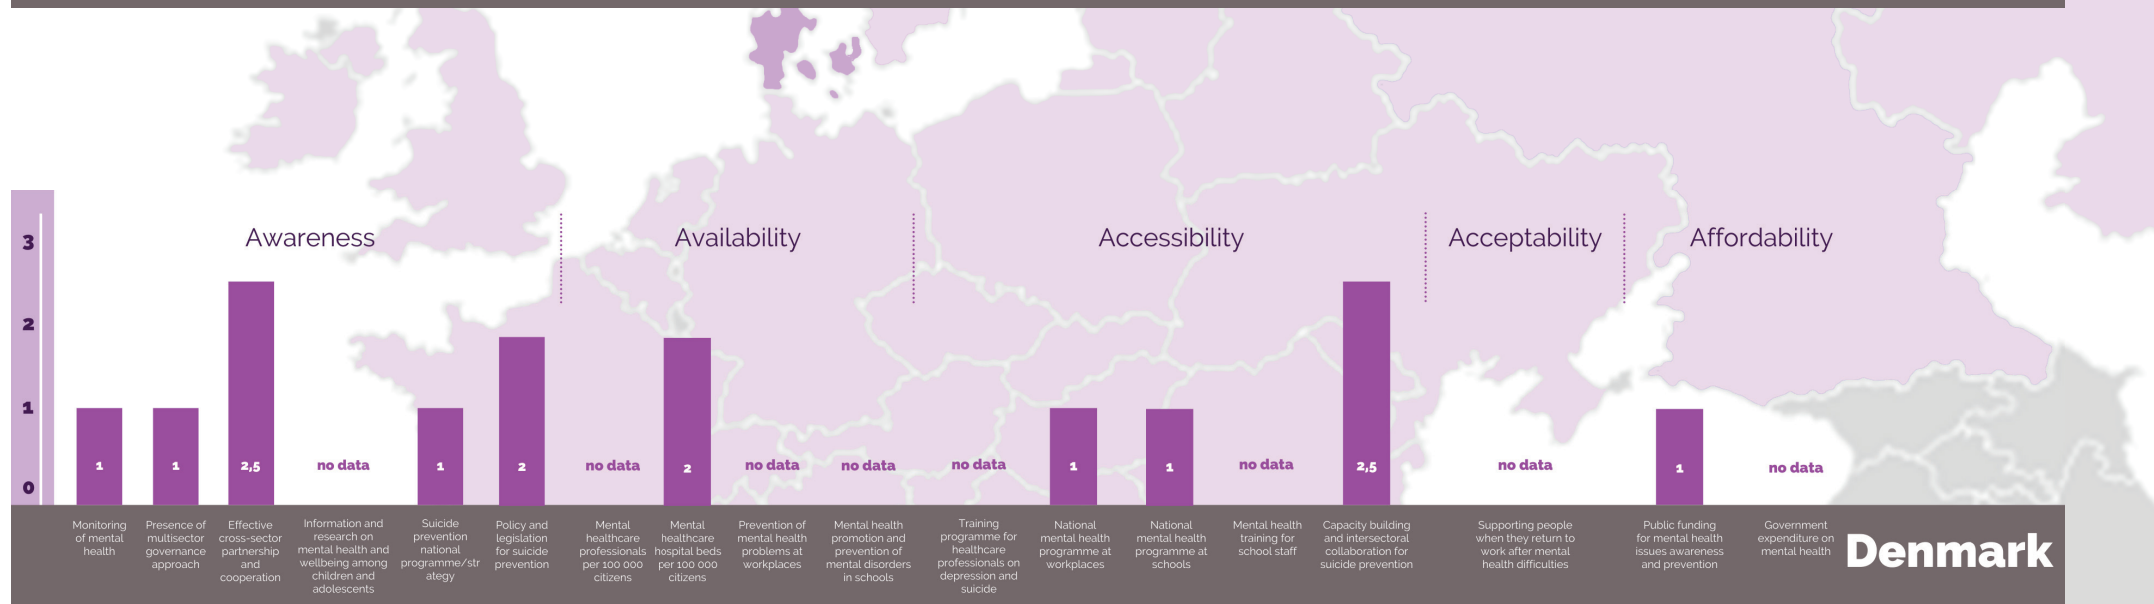 Awareness
Availability
Accessibility
Acceptability
Affordability
3
2
1
0
1
1
2,5
no data
1
2
no data
2
no data
no data
no data
1
1
no data
2,5
no data
1
no data
Monitoring
of mental
health
Presence of
multisector
governance
approach
Effective
cross-sector
partnership
and
cooperation
Information and
research on
mental health and
wellbeing among
children and
adolescents
Suicide
prevention
national
programme/str
ategy
Policy and
legislation
for suicide
prevention
Mental
healthcare
professionals
per 100 000
citizens
Mental
healthcare
hospital beds
per 100 000
citizens
Prevention of
mental health
problems at
workplaces
Mental health
promotion and
prevention of
mental disorders
in schools
Training
programme for
healthcare
professionals on
depression and
suicide
National
mental health
programme at
workplaces
National
mental health
programme at
schools
Mental health
training for
school staff
Capacity building
and intersectoral
collaboration for
suicide prevention
Supporting people
when they return to
work after mental
health difficulties
Public funding
for mental health
issues awareness
and prevention
Government
expenditure on
mental health
Denmark